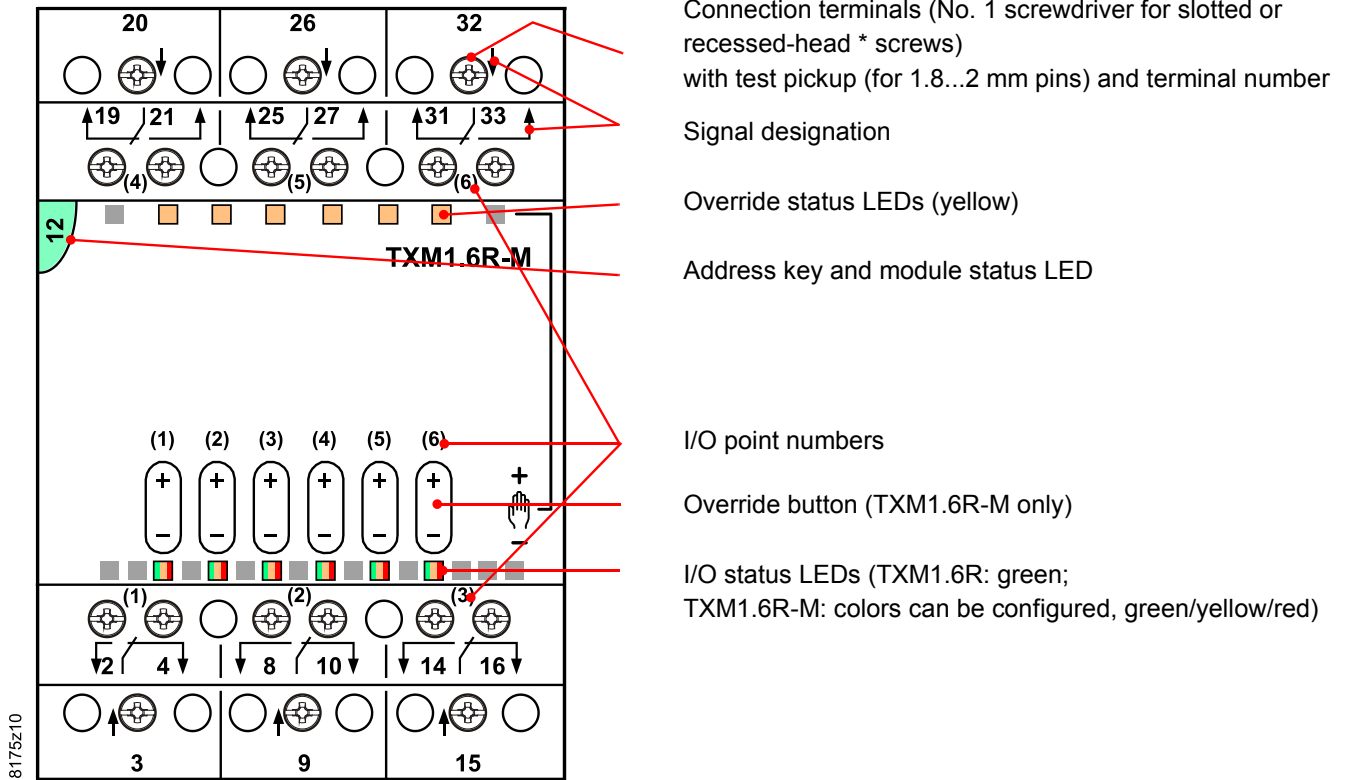 20 26 32
19 21 25 27 31 33
(4) (5) (6)
12
TXM1.6R-M
(1) (2) (3) (4) (5) (6)
+ + + + + + +
– – – – – – –
(1) (2) (3)
2 4 8 10 14 16
3 9 15
8175z10
Connection terminals (No. 1 screwdriver for slotted or
recessed-head * screws)
with test pickup (for 1.8...2 mm pins) and terminal number
Signal designation
Override status LEDs (yellow)
Address key and module status LED
I/O point numbers
Override button (TXM1.6R-M only)
I/O status LEDs (TXM1.6R: green;
TXM1.6R-M: colors can be configured, green/yellow/red)